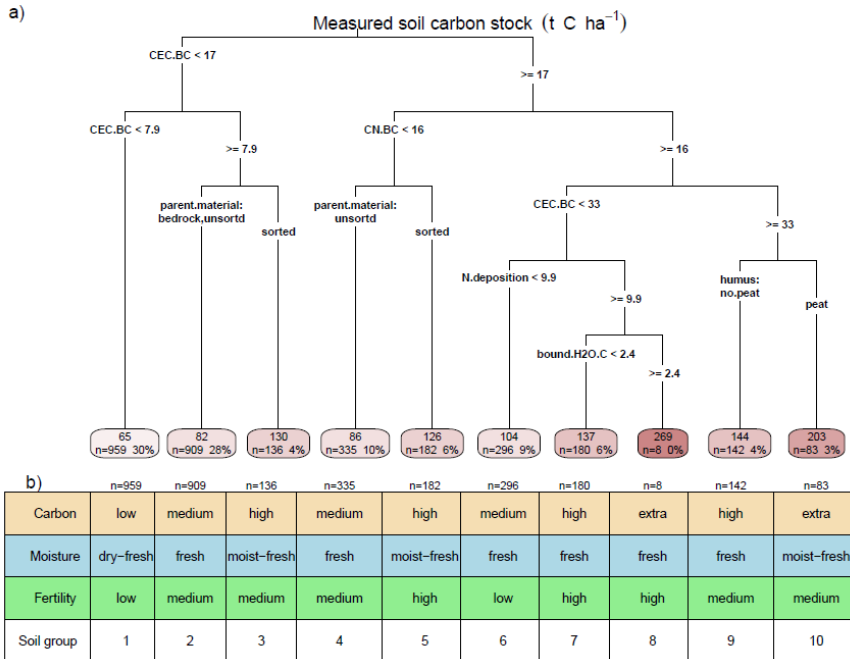 a)
Measured soil carbon stock (t C ha⁻¹)
CEC.BC < 17
>= 17
CEC.BC < 7.9
>= 7.9
CN.BC < 16
>= 16
parent.material:
bedrock,unsortd
sorted
parent.material:
unsortd
sorted
CEC.BC < 33
>= 33
N.deposition < 9.9
>= 9.9
humus:
no.peat
peat
bound.H2O.C < 2.4
>= 2.4
65 82 130 86 126 104 137 269 144 203
n=959 30% n=909 28% n=136 4% n=335 10% n=182 6% n=296 9% n=180 6% n=8 0% n=142 4% n=83 3%
b) n=959 n=909 n=136 n=335 n=182 n=296 n=180 n=8 n=142 n=83
Carbon low medium high medium high medium high extra high extra
Moisture dry−fresh fresh moist−fresh fresh moist−fresh fresh fresh fresh fresh moist−fresh
Fertility low medium medium medium high low high high medium medium
Soil group 1 2 3 4 5 6 7 8 9 10